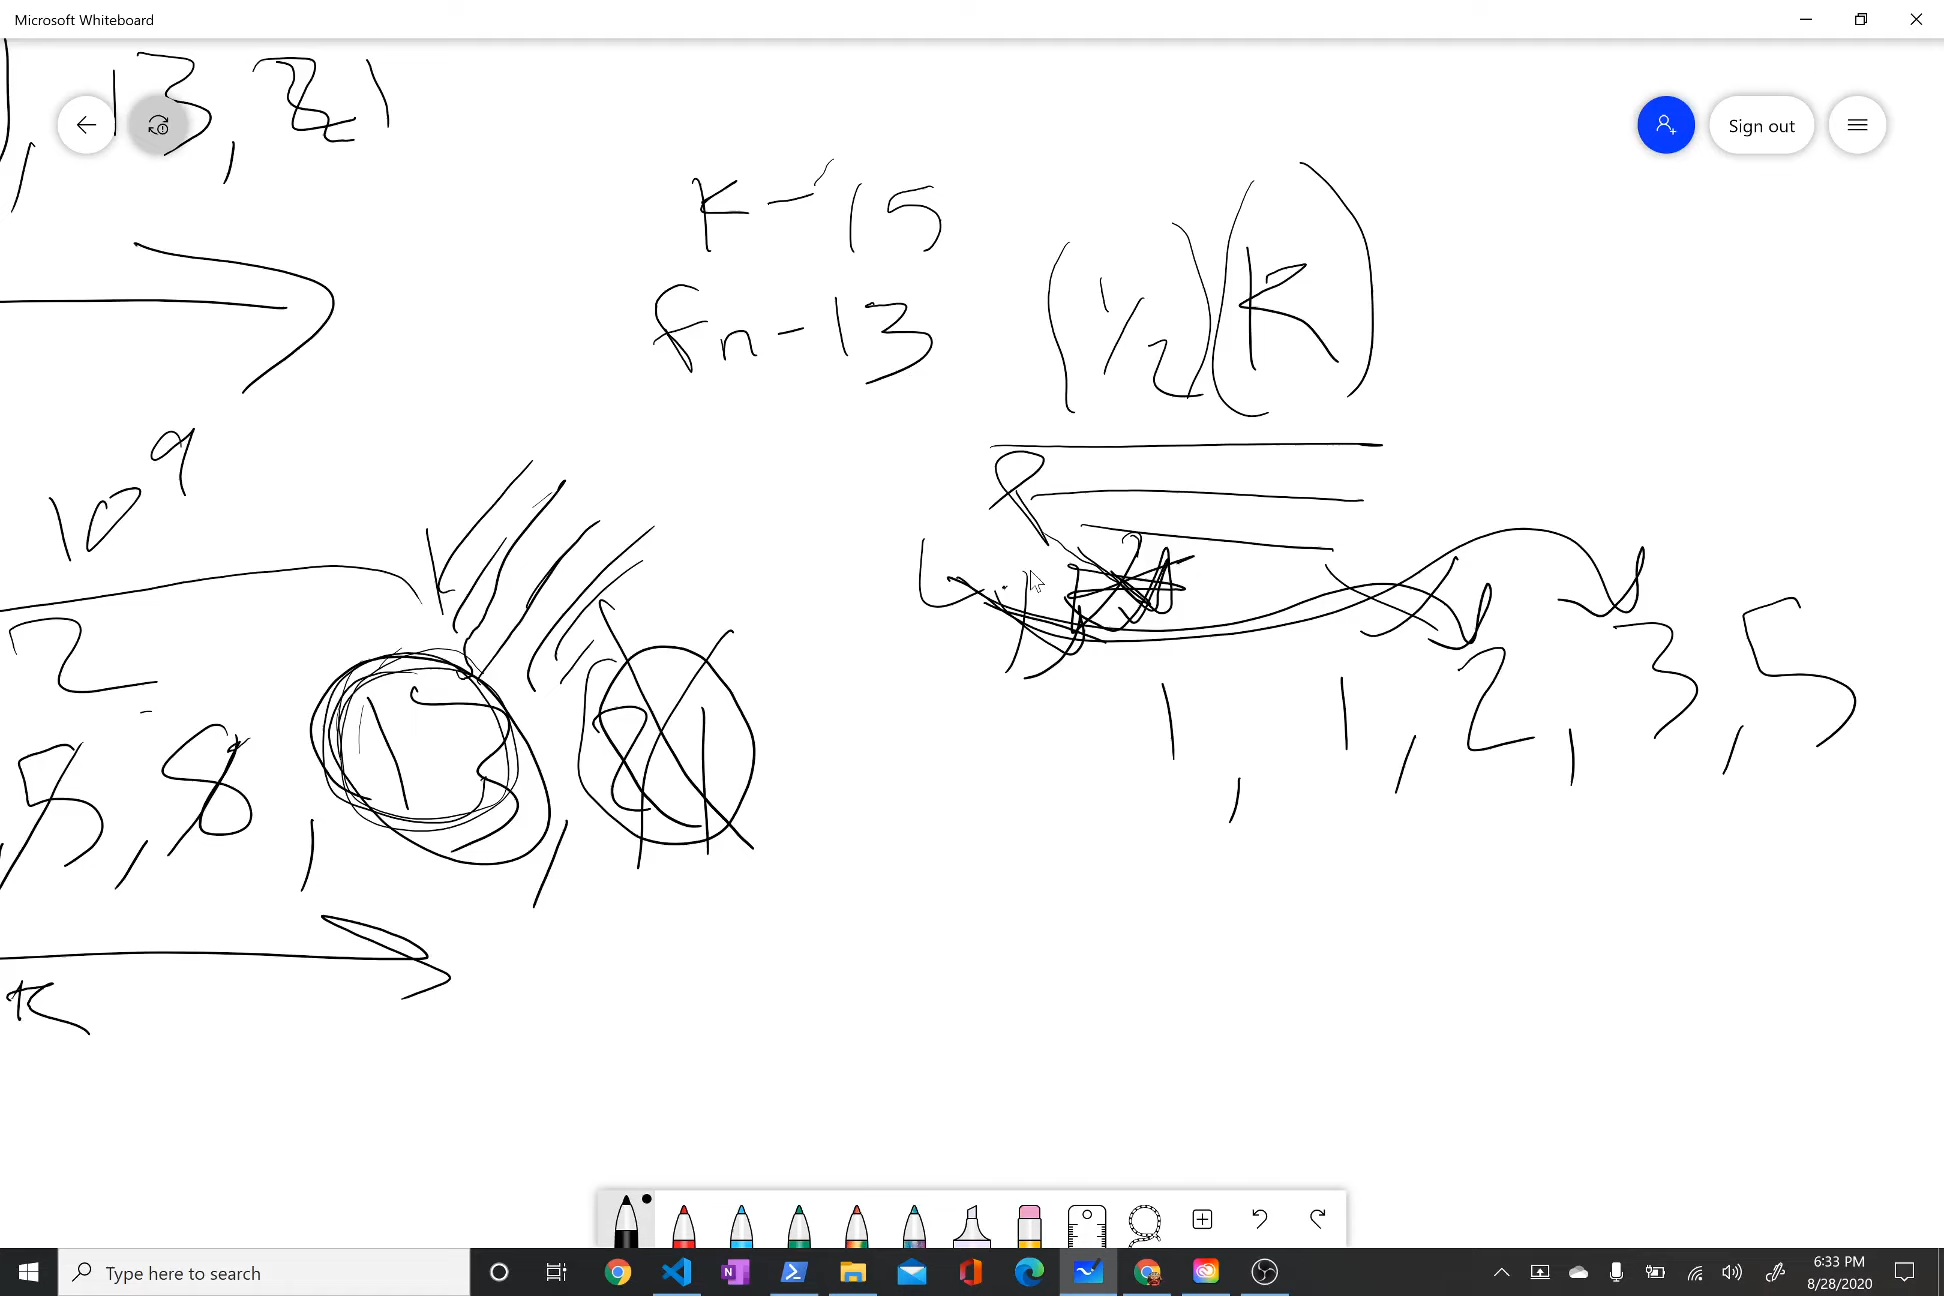 Microsoft Whiteboard
, 13, 21
Sign out
K - 15
fn - 13
(1/2)(K)
10^9
2
5, 8, 13, 21
1, 1, 2, 3, 5
K
Type here to search
6:33 PM
8/28/2020